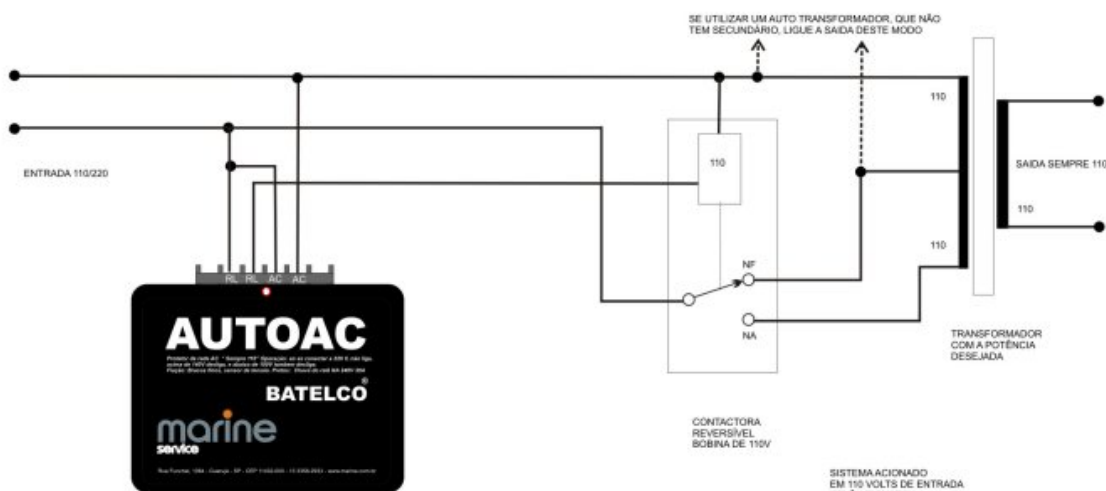 SE UTILIZAR UM AUTO TRANSFORMADOR, QUE NÃO
TEM SECUNDÁRIO, LIGUE A SAIDA DESTE MODO
110
ENTRADA 110/220
110
SAIDA SEMPRE 110
110
110
NF
NA
RL RL AC AC
AUTOAC
BATELCO®
marine
service
TRANSFORMADOR
COM A POTÊNCIA
DESEJADA
CONTACTORA
REVERSÍVEL
BOBINA DE 110V
SISTEMA ACIONADO
EM 110 VOLTS DE ENTRADA